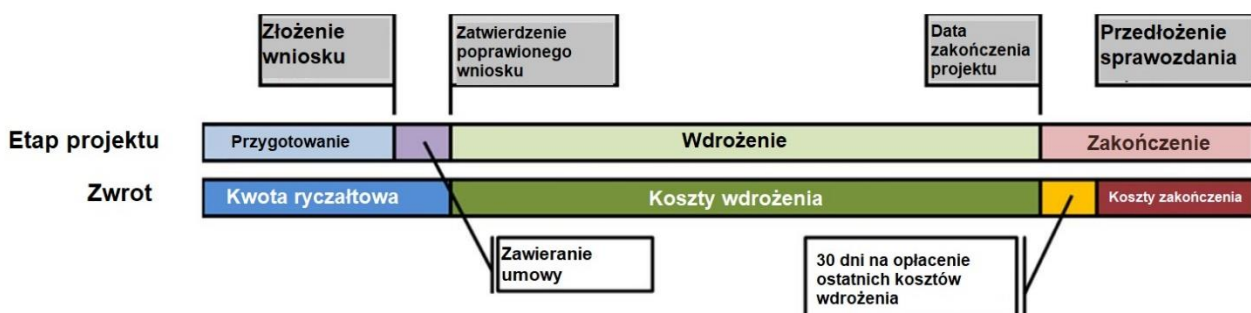 Złożenie
wniosku
Zatwierdzenie
poprawionego
wniosku
Data
zakończenia
projektu
Przedłożenie
sprawozdania
Etap projektu
Przygotowanie
Wdrożenie
Zakończenie
Zwrot
Kwota ryczałtowa
Koszty wdrożenia
Koszty zakończenia
Zawieranie
umowy
30 dni na opłacenie
ostatnich kosztów
wdrożenia